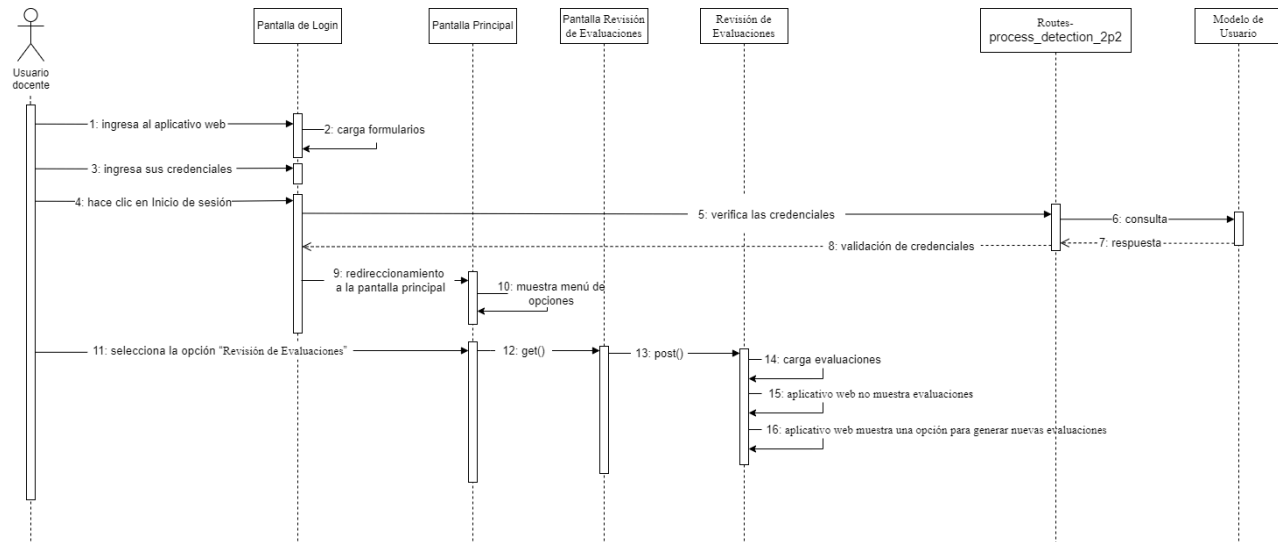 Usuario
docente
Pantalla de Login
Pantalla Principal
Pantalla Revisión
de Evaluaciones
Revisión de
Evaluaciones
Routes-
process_detection_2p2
Modelo de
Usuario
1: ingresa al aplicativo web
2: carga formularios
3: ingresa sus credenciales
4: hace clic en Inicio de sesión
5: verifica las credenciales
6: consulta
7: respuesta
8: validación de credenciales
9: redireccionamiento
a la pantalla principal
10: muestra menú de
opciones
11: selecciona la opción “Revisión de Evaluaciones”
12: get()
13: post()
14: carga evaluaciones
15: aplicativo web no muestra evaluaciones
16: aplicativo web muestra una opción para generar nuevas evaluaciones